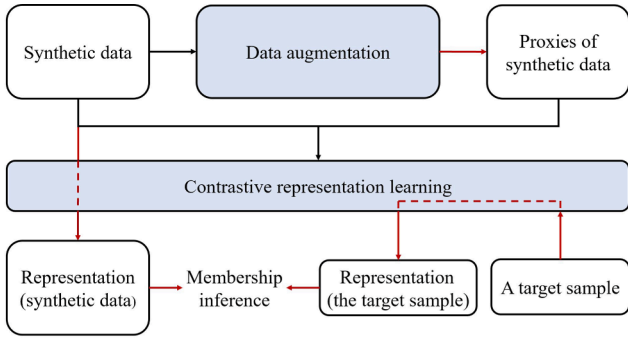 Synthetic data
Data augmentation
Proxies of
synthetic data
Contrastive representation learning
Representation
(synthetic data)
Membership
inference
Representation
(the target sample)
A target sample